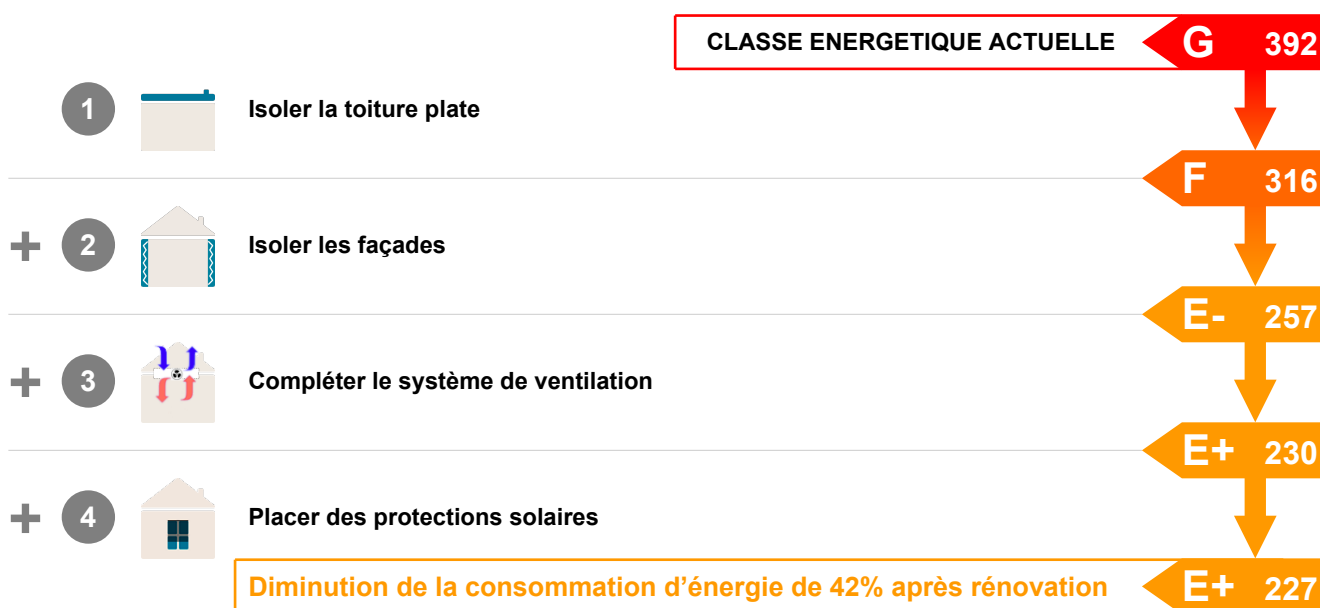 CLASSE ENERGETIQUE ACTUELLE G 392
1 Isoler la toiture plate
F 316
+ 2 Isoler les façades
E- 257
+ 3 Compléter le système de ventilation
E+ 230
+ 4 Placer des protections solaires
Diminution de la consommation d’énergie de 42% après rénovation E+ 227